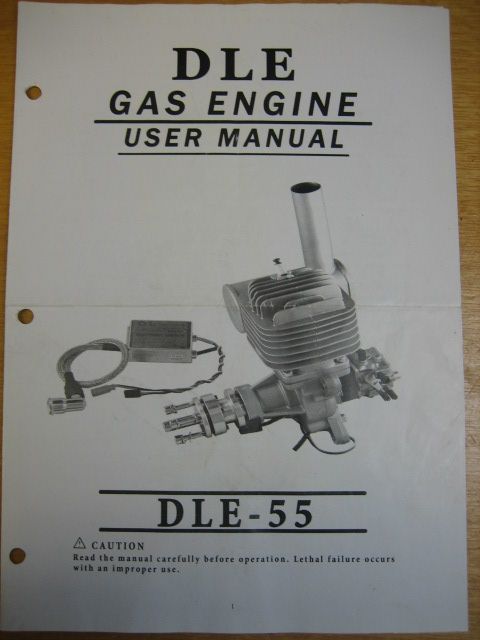 DLE
GAS ENGINE
USER MANUAL
DLE
DLE-55
CAUTION
Read the manual carefully before operation. Lethal failure occurs
with an improper use.
1